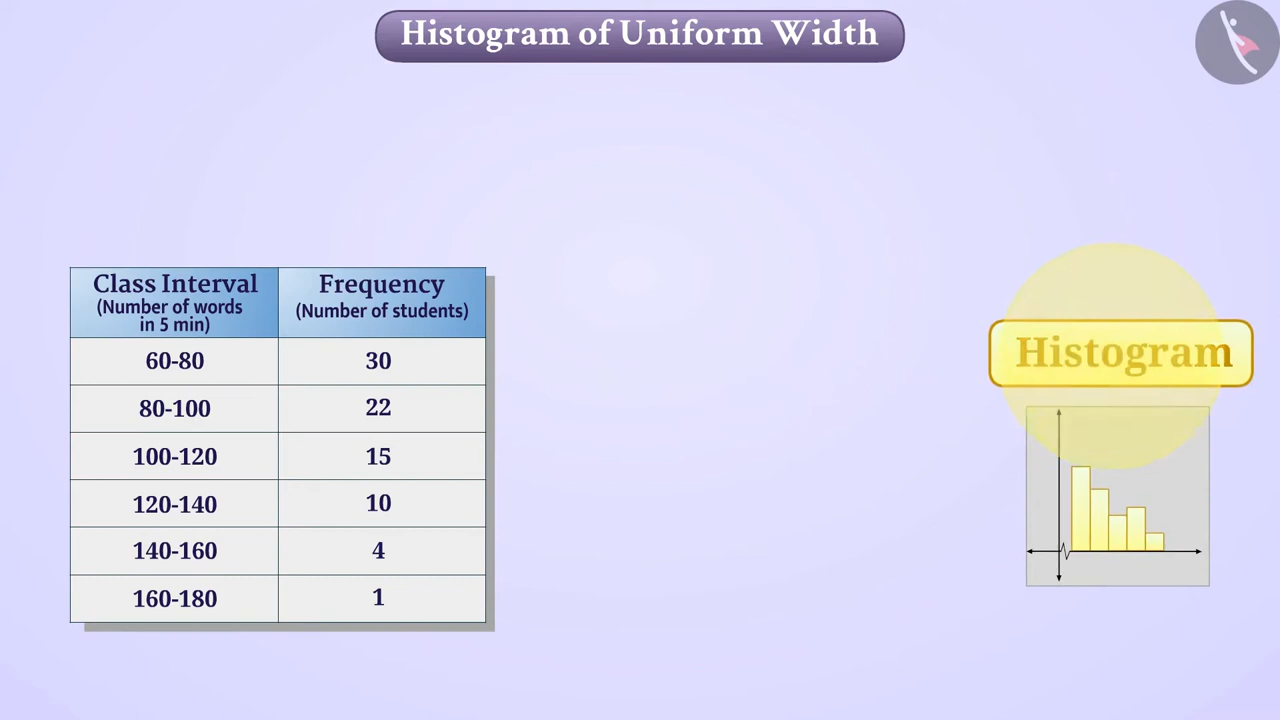 Histogram of Uniform Width
Class Interval
(Number of words
in 5 min)
Frequency
(Number of students)
60-80 30
80-100 22
100-120 15
120-140 10
140-160 4
160-180 1
Histogram